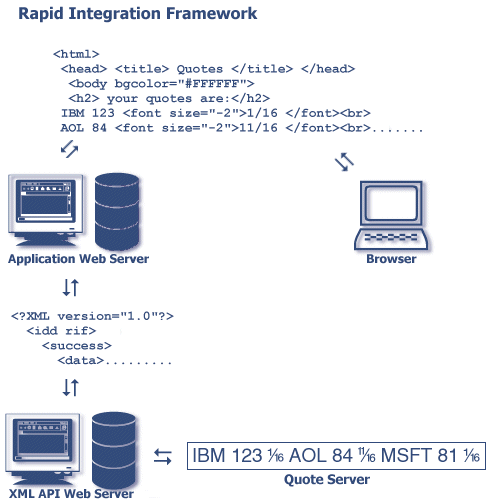 Rapid Integration Framework
<html>
<head> <title> Quotes </title> </head>
<body bgcolor="#FFFFFF">
<h2> your quotes are:</h2>
IBM 123 <font size="-2">1/16 </font><br>
AOL 84 <font size="-2">11/16 </font><br>.......
Application Web Server
Browser
<?XML version="1.0"?>
<idd rif>
<success>
<data>.........
IBM 123 1/16 AOL 84 11/16 MSFT 81 1/16
Quote Server
XML API Web Server